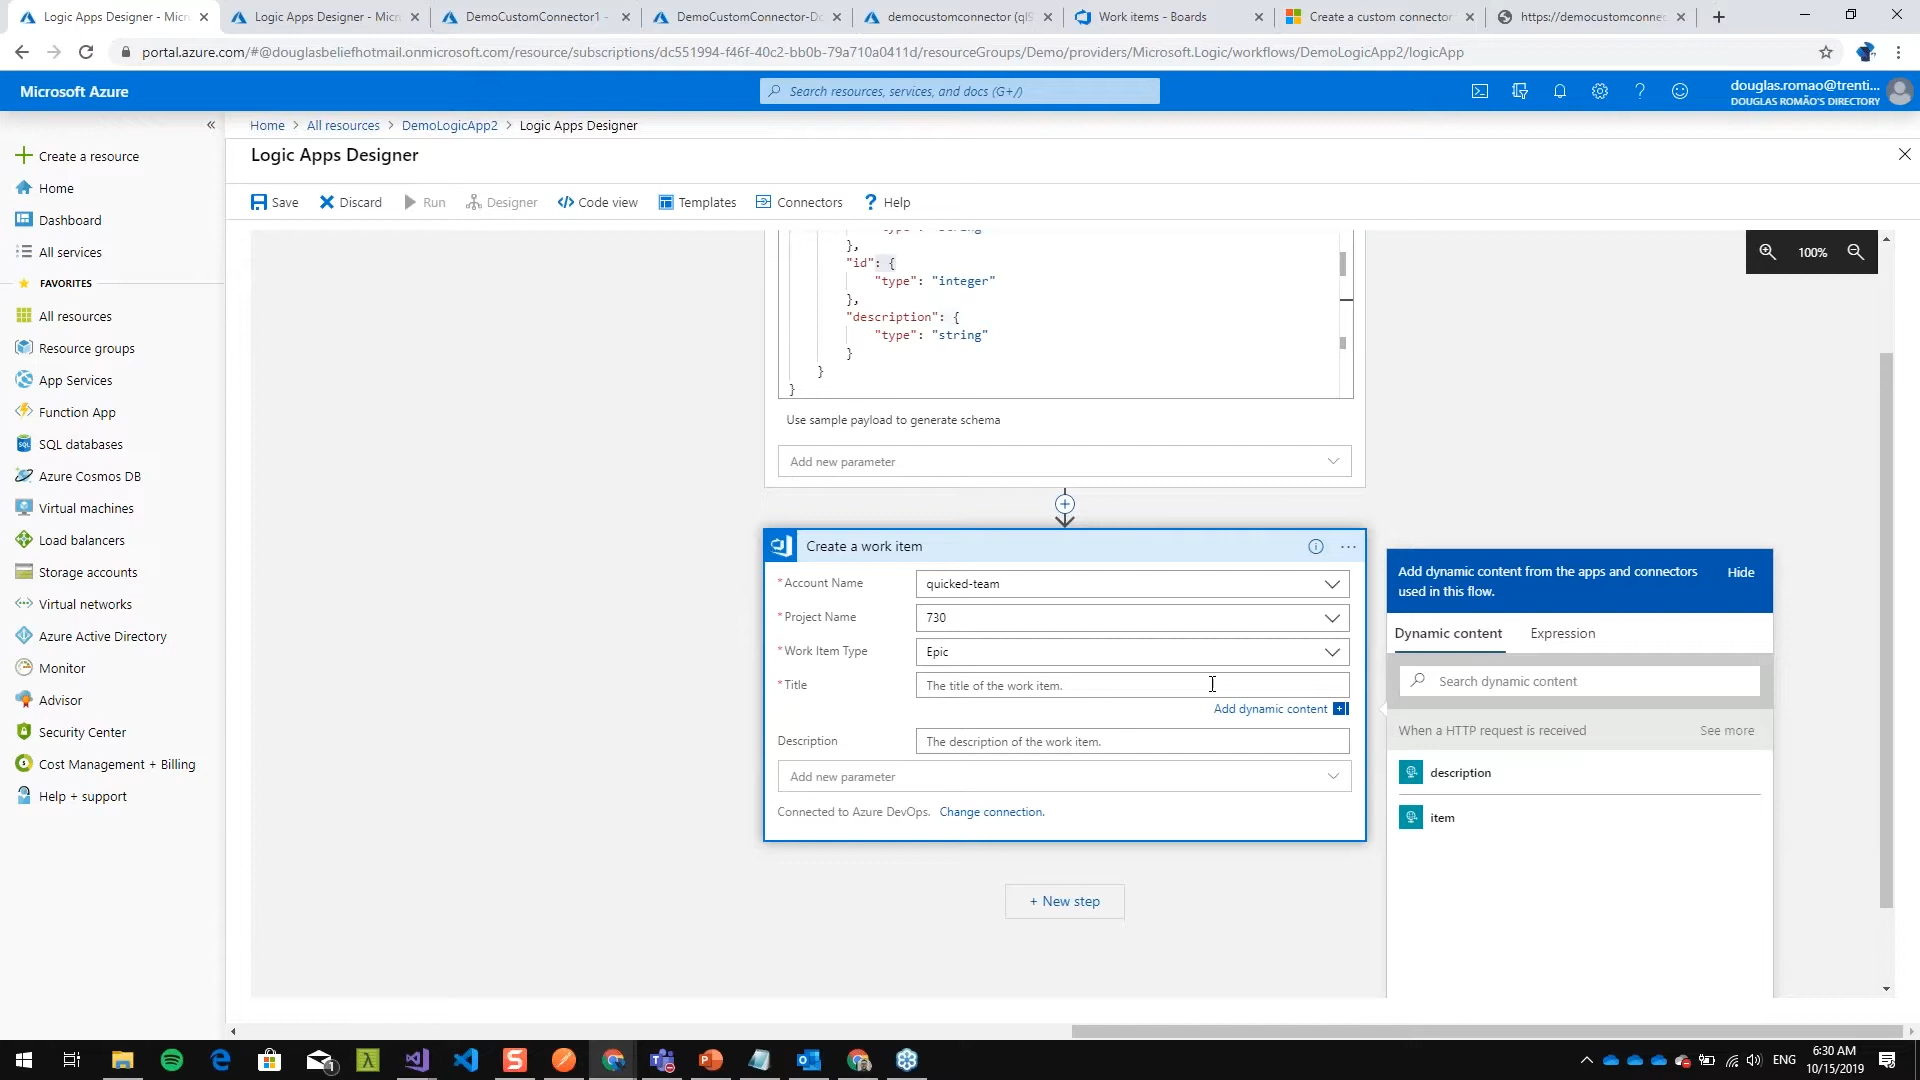 Logic Apps Designer - Micr
Logic Apps Designer - Micr
DemoCustomConnector1 -
DemoCustomConnector-Do
democustomconnector (ql9
Work items - Boards
Create a custom connector
https://democustomconnec
portal.azure.com/#@douglasbeliefhotmail.onmicrosoft.com/resource/subscriptions/dc551994-f46f-40c2-bb0b-79a710a0411d/resourceGroups/Demo/providers/Microsoft.Logic/workflows/DemoLogicApp2/logicApp
Microsoft Azure
Search resources, services, and docs (G+/)
douglas.romao@trenti...
DOUGLAS ROMÃO'S DIRECTORY
Home > All resources > DemoLogicApp2 > Logic Apps Designer
Logic Apps Designer
Save Discard Run Designer Code view Templates Connectors Help
Create a resource
Home
Dashboard
All services
FAVORITES
All resources
Resource groups
App Services
Function App
SQL databases
Azure Cosmos DB
Virtual machines
Load balancers
Storage accounts
Virtual networks
Azure Active Directory
Monitor
Advisor
Security Center
Cost Management + Billing
Help + support
100%
},
"id": {
"type": "integer"
},
"description": {
"type": "string"
}
}
}
Use sample payload to generate schema
Add new parameter
Create a work item
* Account Name quicked-team
* Project Name 730
* Work Item Type Epic
* Title The title of the work item.
Add dynamic content
Description The description of the work item.
Add new parameter
Connected to Azure DevOps. Change connection.
+ New step
Add dynamic content from the apps and connectors
used in this flow.
Hide
Dynamic content Expression
Search dynamic content
When a HTTP request is received See more
description
item
ENG
6:30 AM
10/15/2019